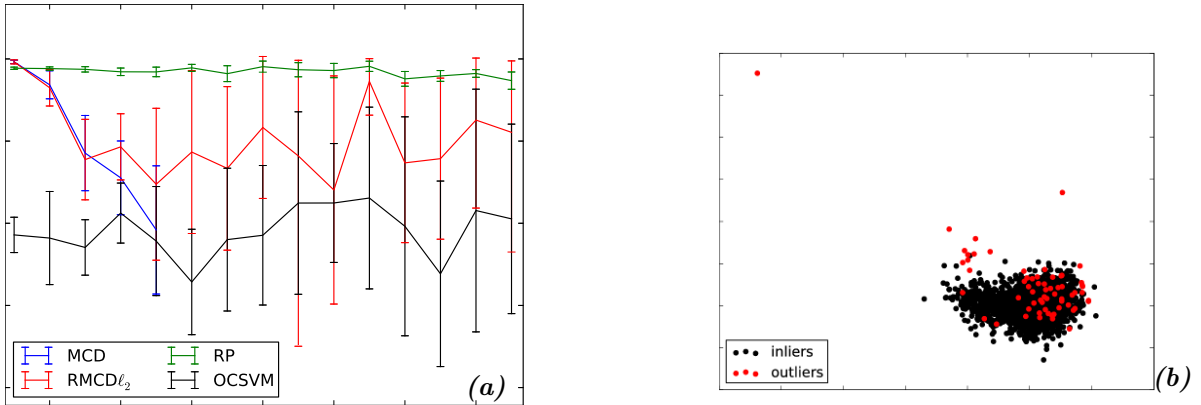 MCD
RMCDℓ₂
RP
OCSVM
(a)
inliers
outliers
(b)